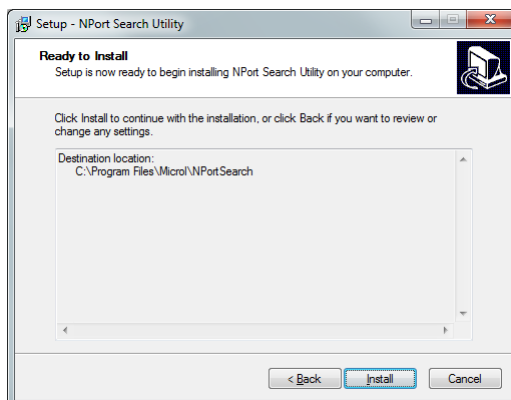 Setup - NPort Search Utility
Ready to Install
Setup is now ready to begin installing NPort Search Utility on your computer.
Click Install to continue with the installation, or click Back if you want to review or
change any settings.
Destination location:
C:\Program Files\Microl\NPortSearch
< Back
Install
Cancel